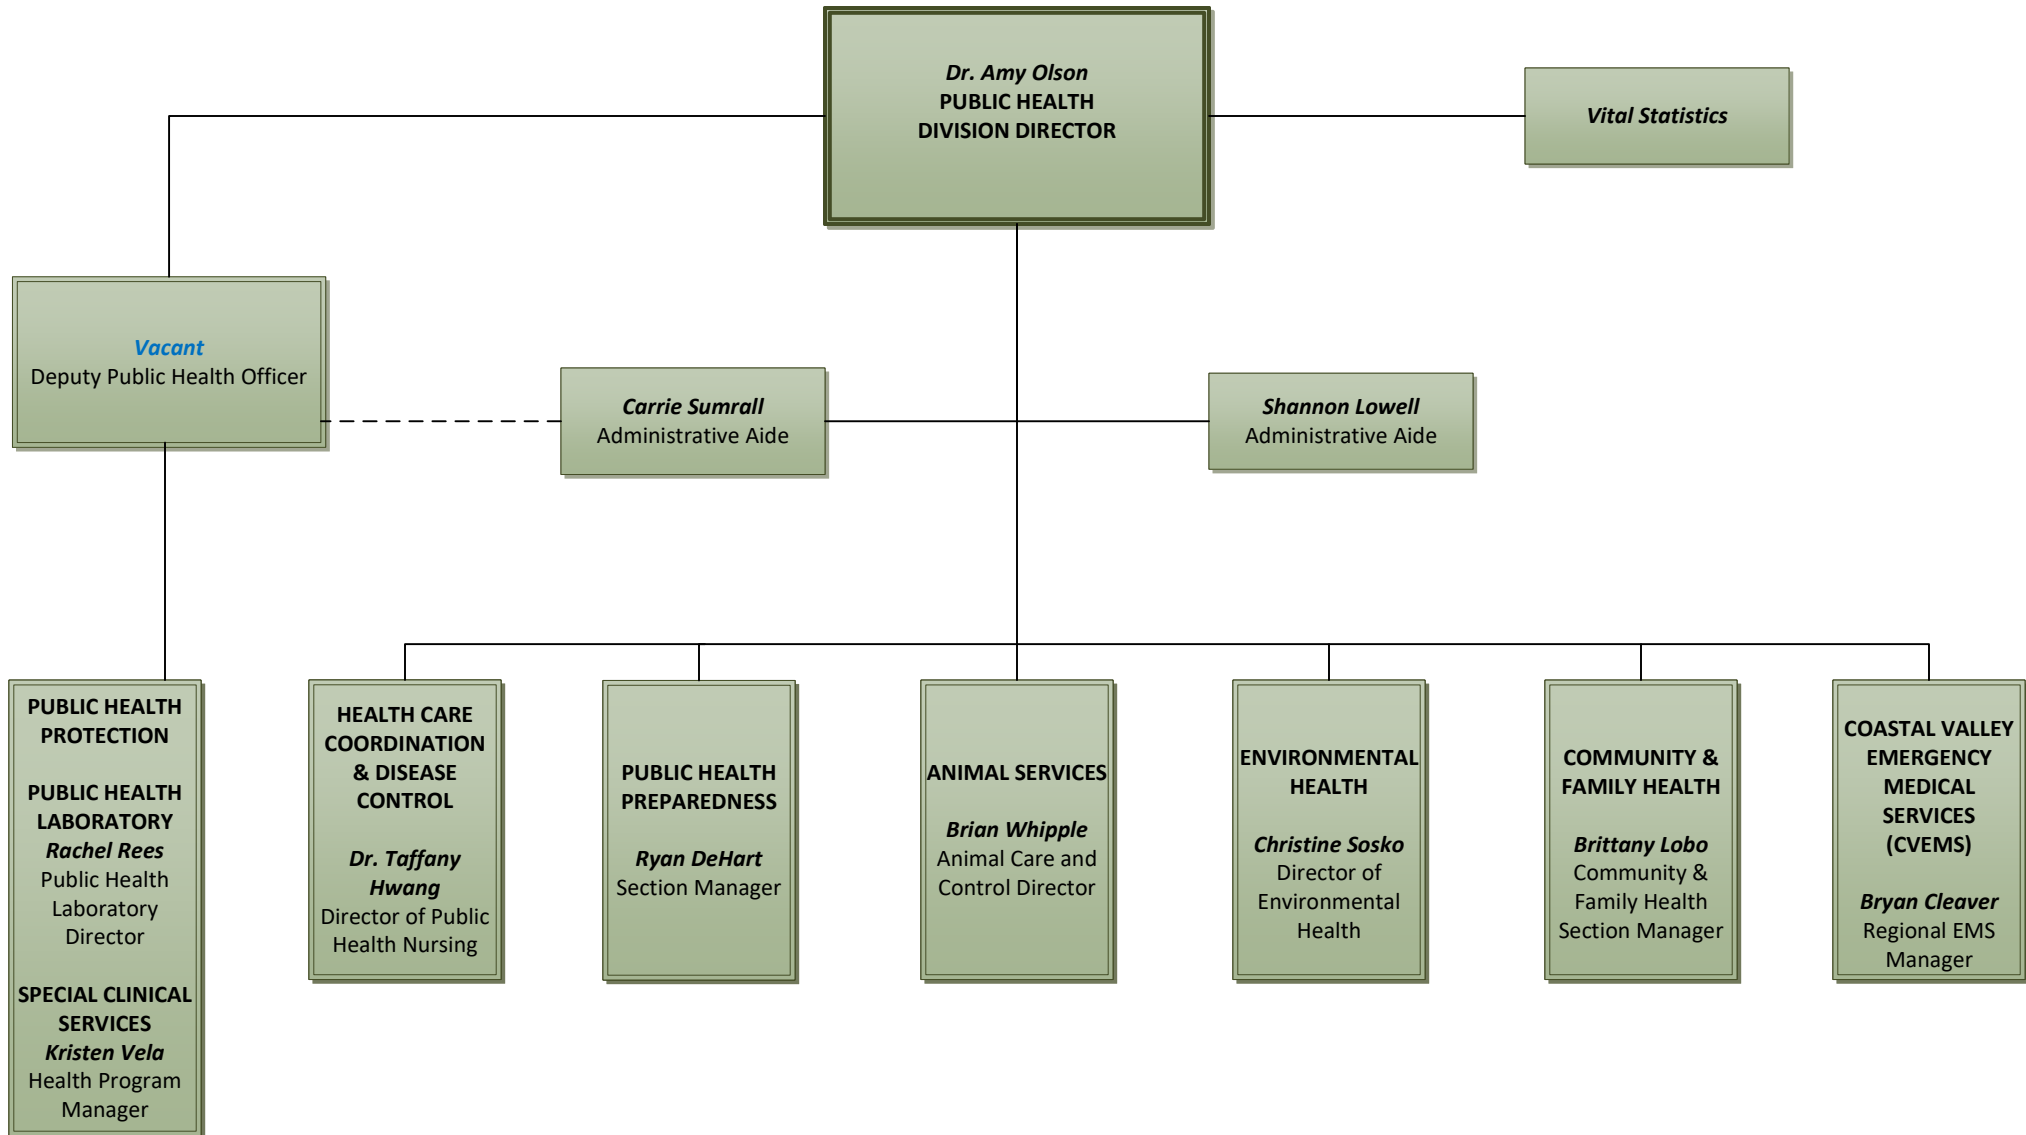 Dr. Amy Olson
PUBLIC HEALTH
DIVISION DIRECTOR
Vital Statistics
Vacant
Deputy Public Health Officer
Carrie Sumrall
Administrative Aide
Shannon Lowell
Administrative Aide
PUBLIC HEALTH
PROTECTION
PUBLIC HEALTH
LABORATORY
Rachel Rees
Public Health
Laboratory
Director
SPECIAL CLINICAL
SERVICES
Kristen Vela
Health Program
Manager
HEALTH CARE
COORDINATION
& DISEASE
CONTROL
Dr. Taffany
Hwang
Director of Public
Health Nursing
PUBLIC HEALTH
PREPAREDNESS
Ryan DeHart
Section Manager
ANIMAL SERVICES
Brian Whipple
Animal Care and
Control Director
ENVIRONMENTAL
HEALTH
Christine Sosko
Director of
Environmental
Health
COMMUNITY &
FAMILY HEALTH
Brittany Lobo
Community &
Family Health
Section Manager
COASTAL VALLEY
EMERGENCY
MEDICAL
SERVICES
(CVEMS)
Bryan Cleaver
Regional EMS
Manager